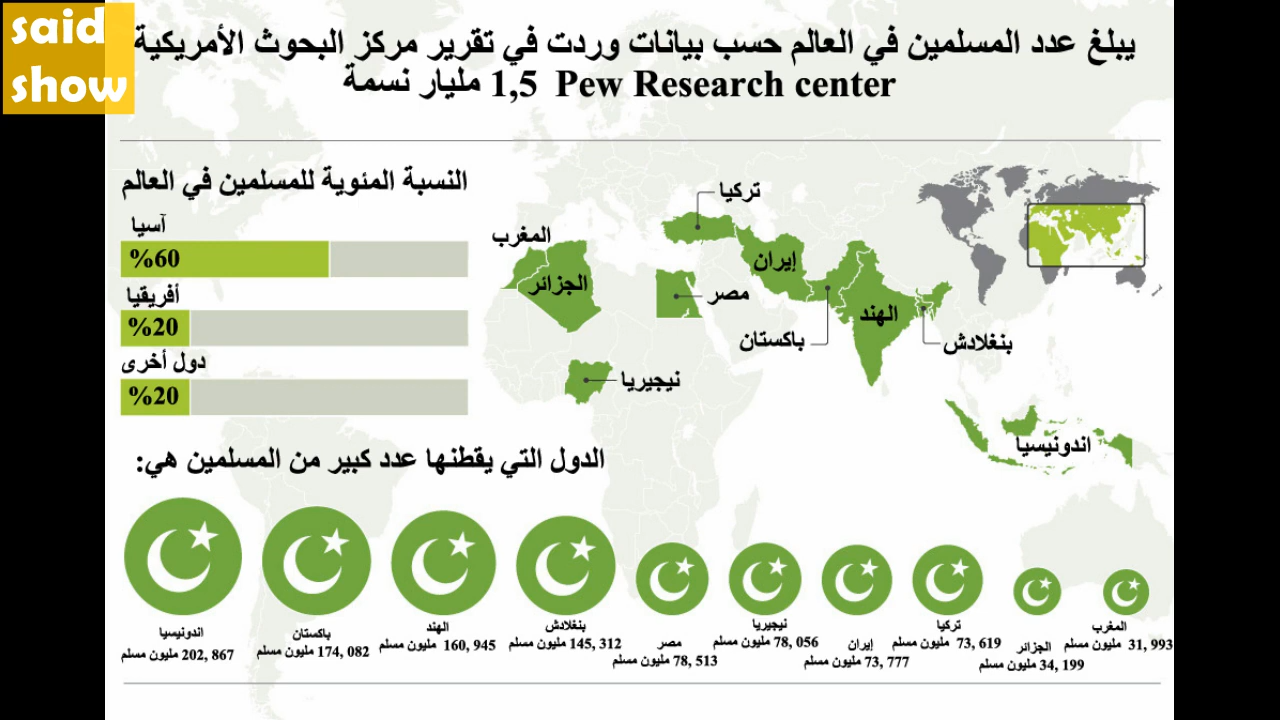 said
show
يبلغ عدد المسلمين في العالم حسب بيانات وردت في تقرير مركز البحوث الأمريكية
Pew Research center 1,5 مليار نسمة
النسبة المئوية للمسلمين في العالم
آسيا
%60
أفريقيا
%20
دول أخرى
%20
تركيا
المغرب
الجزائر
إيران
مصر
الهند
باكستان
بنغلادش
نيجيريا
اندونيسيا
الدول التي يقطنها عدد كبير من المسلمين هي:
اندونيسيا
202, 867 مليون مسلم
باكستان
174, 082 مليون مسلم
الهند
160, 945 مليون مسلم
بنغلادش
145, 312 مليون مسلم
مصر
78, 513 مليون مسلم
نيجيريا
78, 056 مليون مسلم
إيران
73, 777 مليون مسلم
تركيا
73, 619 مليون مسلم
الجزائر
34, 199 مليون مسلم
المغرب
31, 993 مليون مسلم